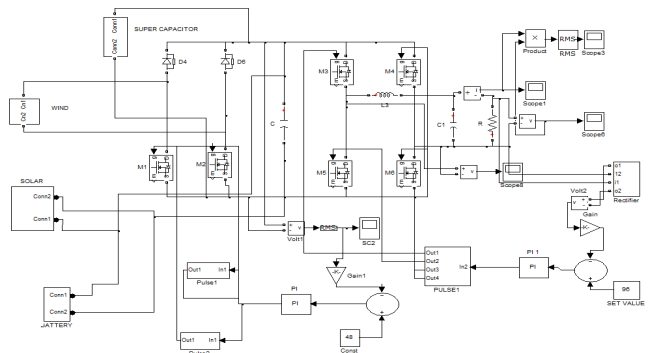 SUPER CAPACITOR
Conn1
Conn2
D4
D6
M3
M4
Product
RMS
RMS
Scope3
Scope1
L3
WIND
Cn1
Cn2
C
C1
R
Scope6
M1
M2
M5
M6
SOLAR
Conn2
Conn1
Scope8
o1
12
i1
o2
Rectifier
Volt2
Gain
-K-
Volt1
RMS
SC2
Out1
Out2
Out3
Out4
In2
PULSE1
PI 1
PI
-K-
Gain1
Out1
In1
Pulse1
PI
PI
96
SET VALUE
Conn1
Conn2
JATTERY
Out1
In1
48
Const